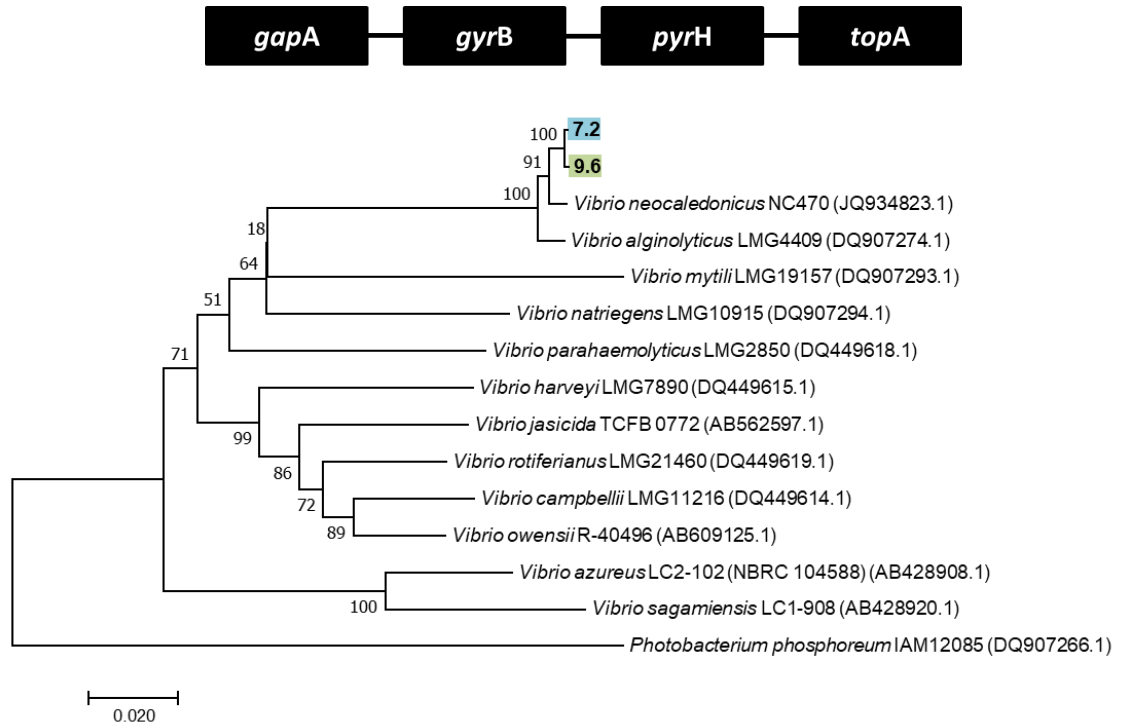 gapA gyrB pyrH topA
100 7.2
9.6
91
100
Vibrio neocaledonicus NC470 (JQ934823.1)
Vibrio alginolyticus LMG4409 (DQ907274.1)
18
64
Vibrio mytili LMG19157 (DQ907293.1)
51
Vibrio natriegens LMG10915 (DQ907294.1)
Vibrio parahaemolyticus LMG2850 (DQ449618.1)
71
Vibrio harveyi LMG7890 (DQ449615.1)
Vibrio jasicida TCFB 0772 (AB562597.1)
99
Vibrio rotiferianus LMG21460 (DQ449619.1)
86
Vibrio campbellii LMG11216 (DQ449614.1)
72
Vibrio owensii R-40496 (AB609125.1)
89
Vibrio azureus LC2-102 (NBRC 104588) (AB428908.1)
100
Vibrio sagamiensis LC1-908 (AB428920.1)
Photobacterium phosphoreum IAM12085 (DQ907266.1)
0.020